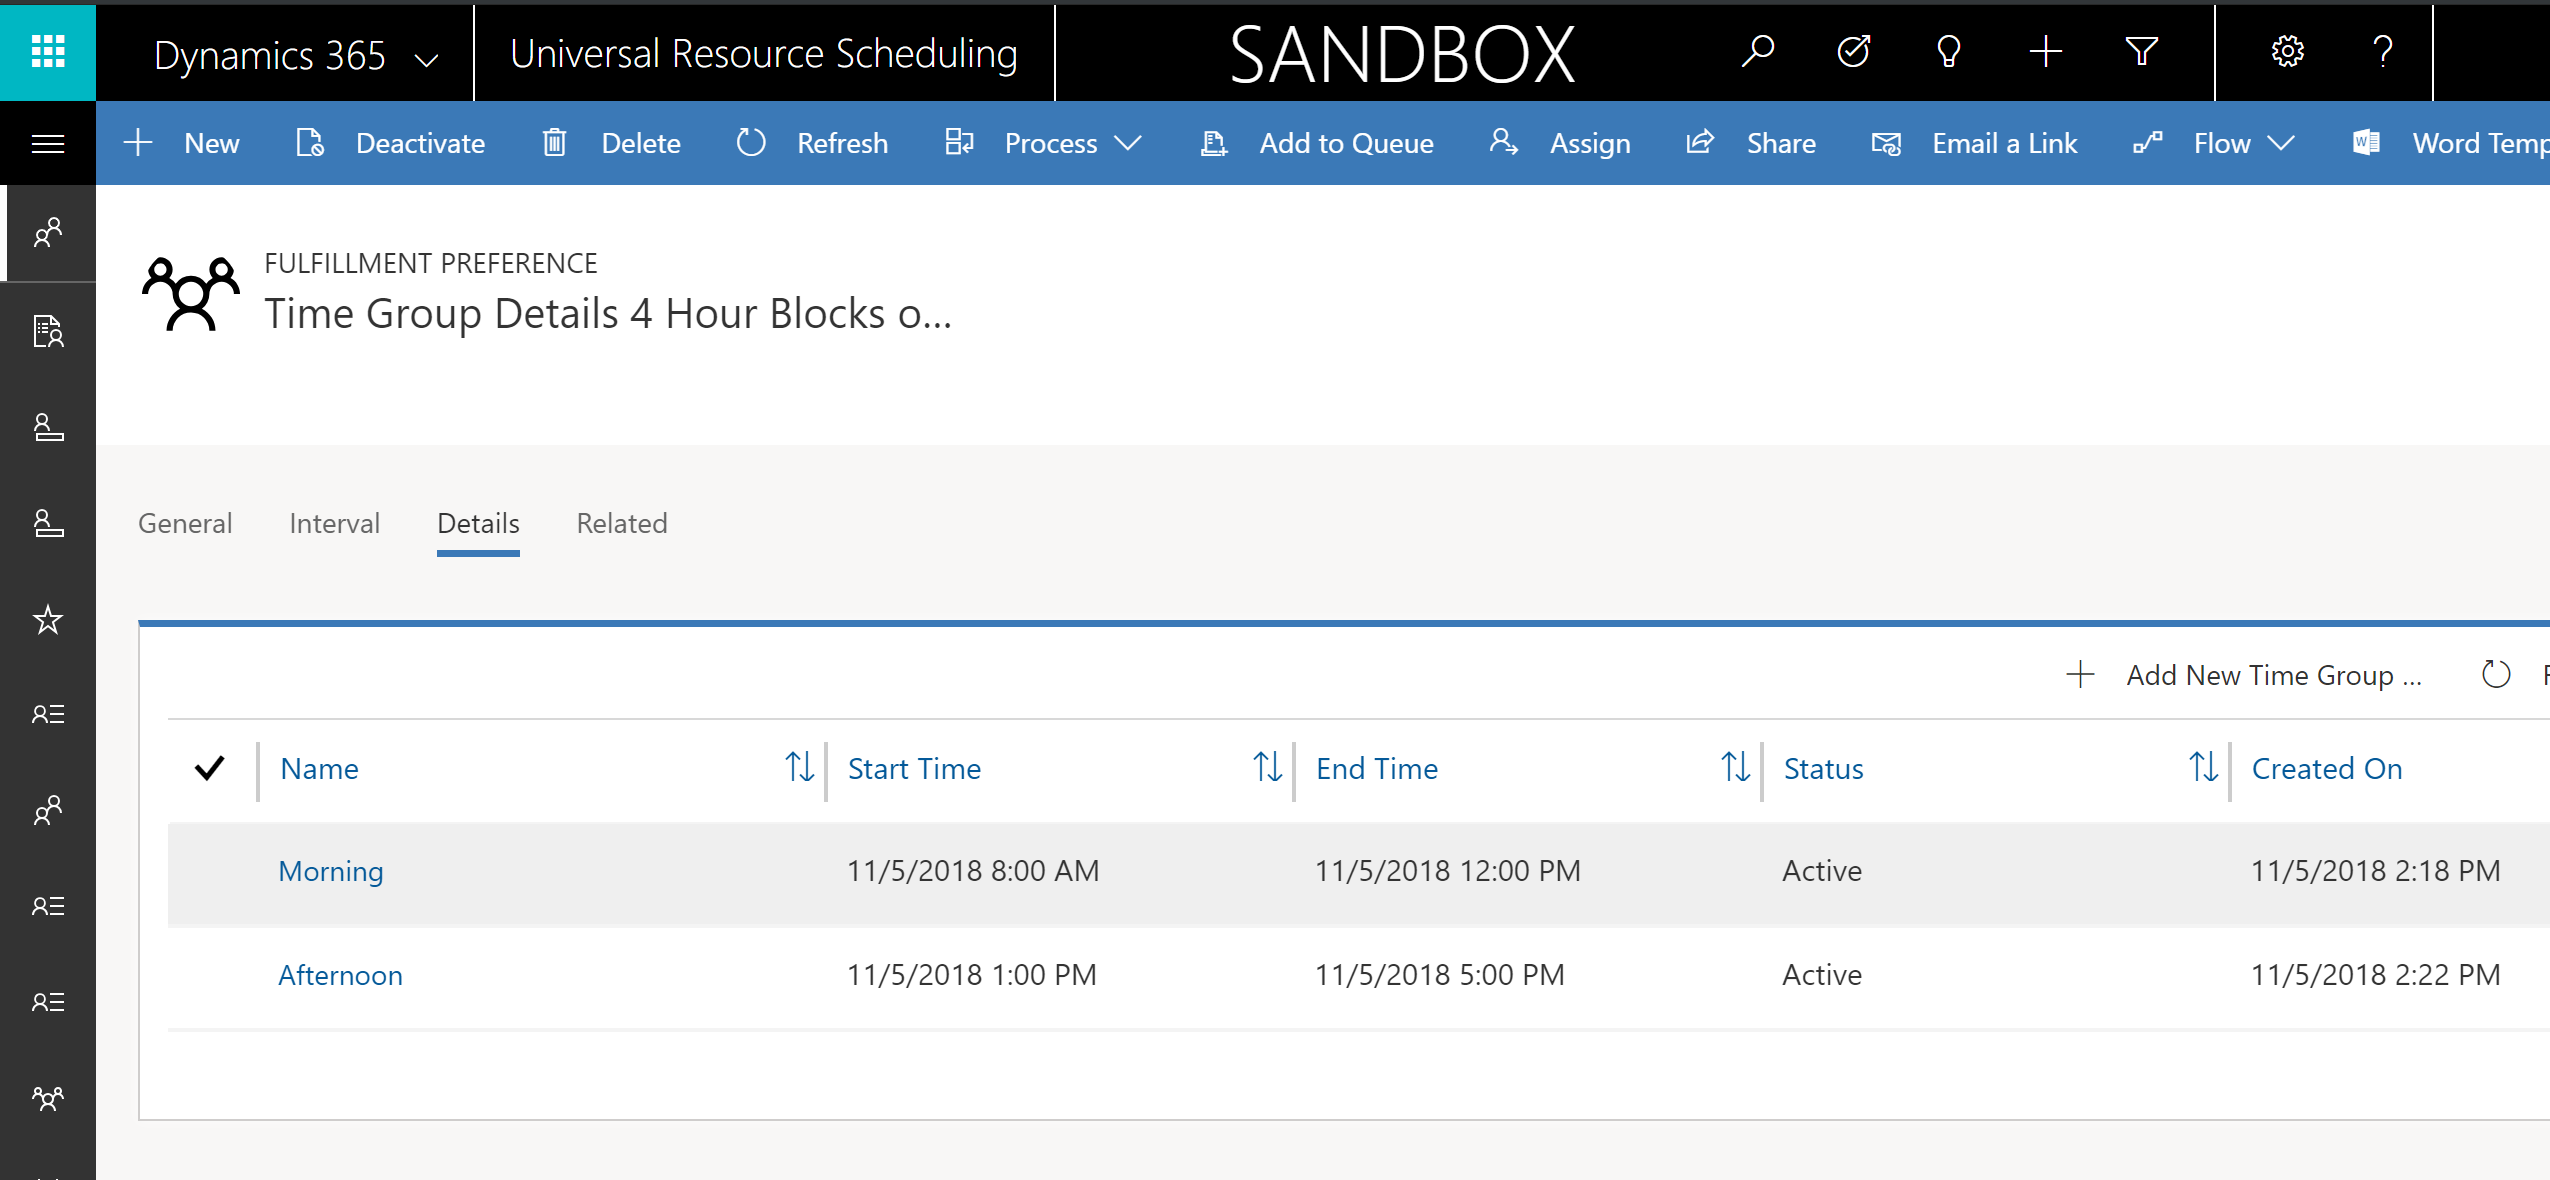 Dynamics 365
Universal Resource Scheduling
SANDBOX
New
Deactivate
Delete
Refresh
Process
Add to Queue
Assign
Share
Email a Link
Flow
Word Temp
FULFILLMENT PREFERENCE
Time Group Details 4 Hour Blocks o...
General
Interval
Details
Related
Add New Time Group ...
Name
Start Time
End Time
Status
Created On
Morning
11/5/2018 8:00 AM
11/5/2018 12:00 PM
Active
11/5/2018 2:18 PM
Afternoon
11/5/2018 1:00 PM
11/5/2018 5:00 PM
Active
11/5/2018 2:22 PM